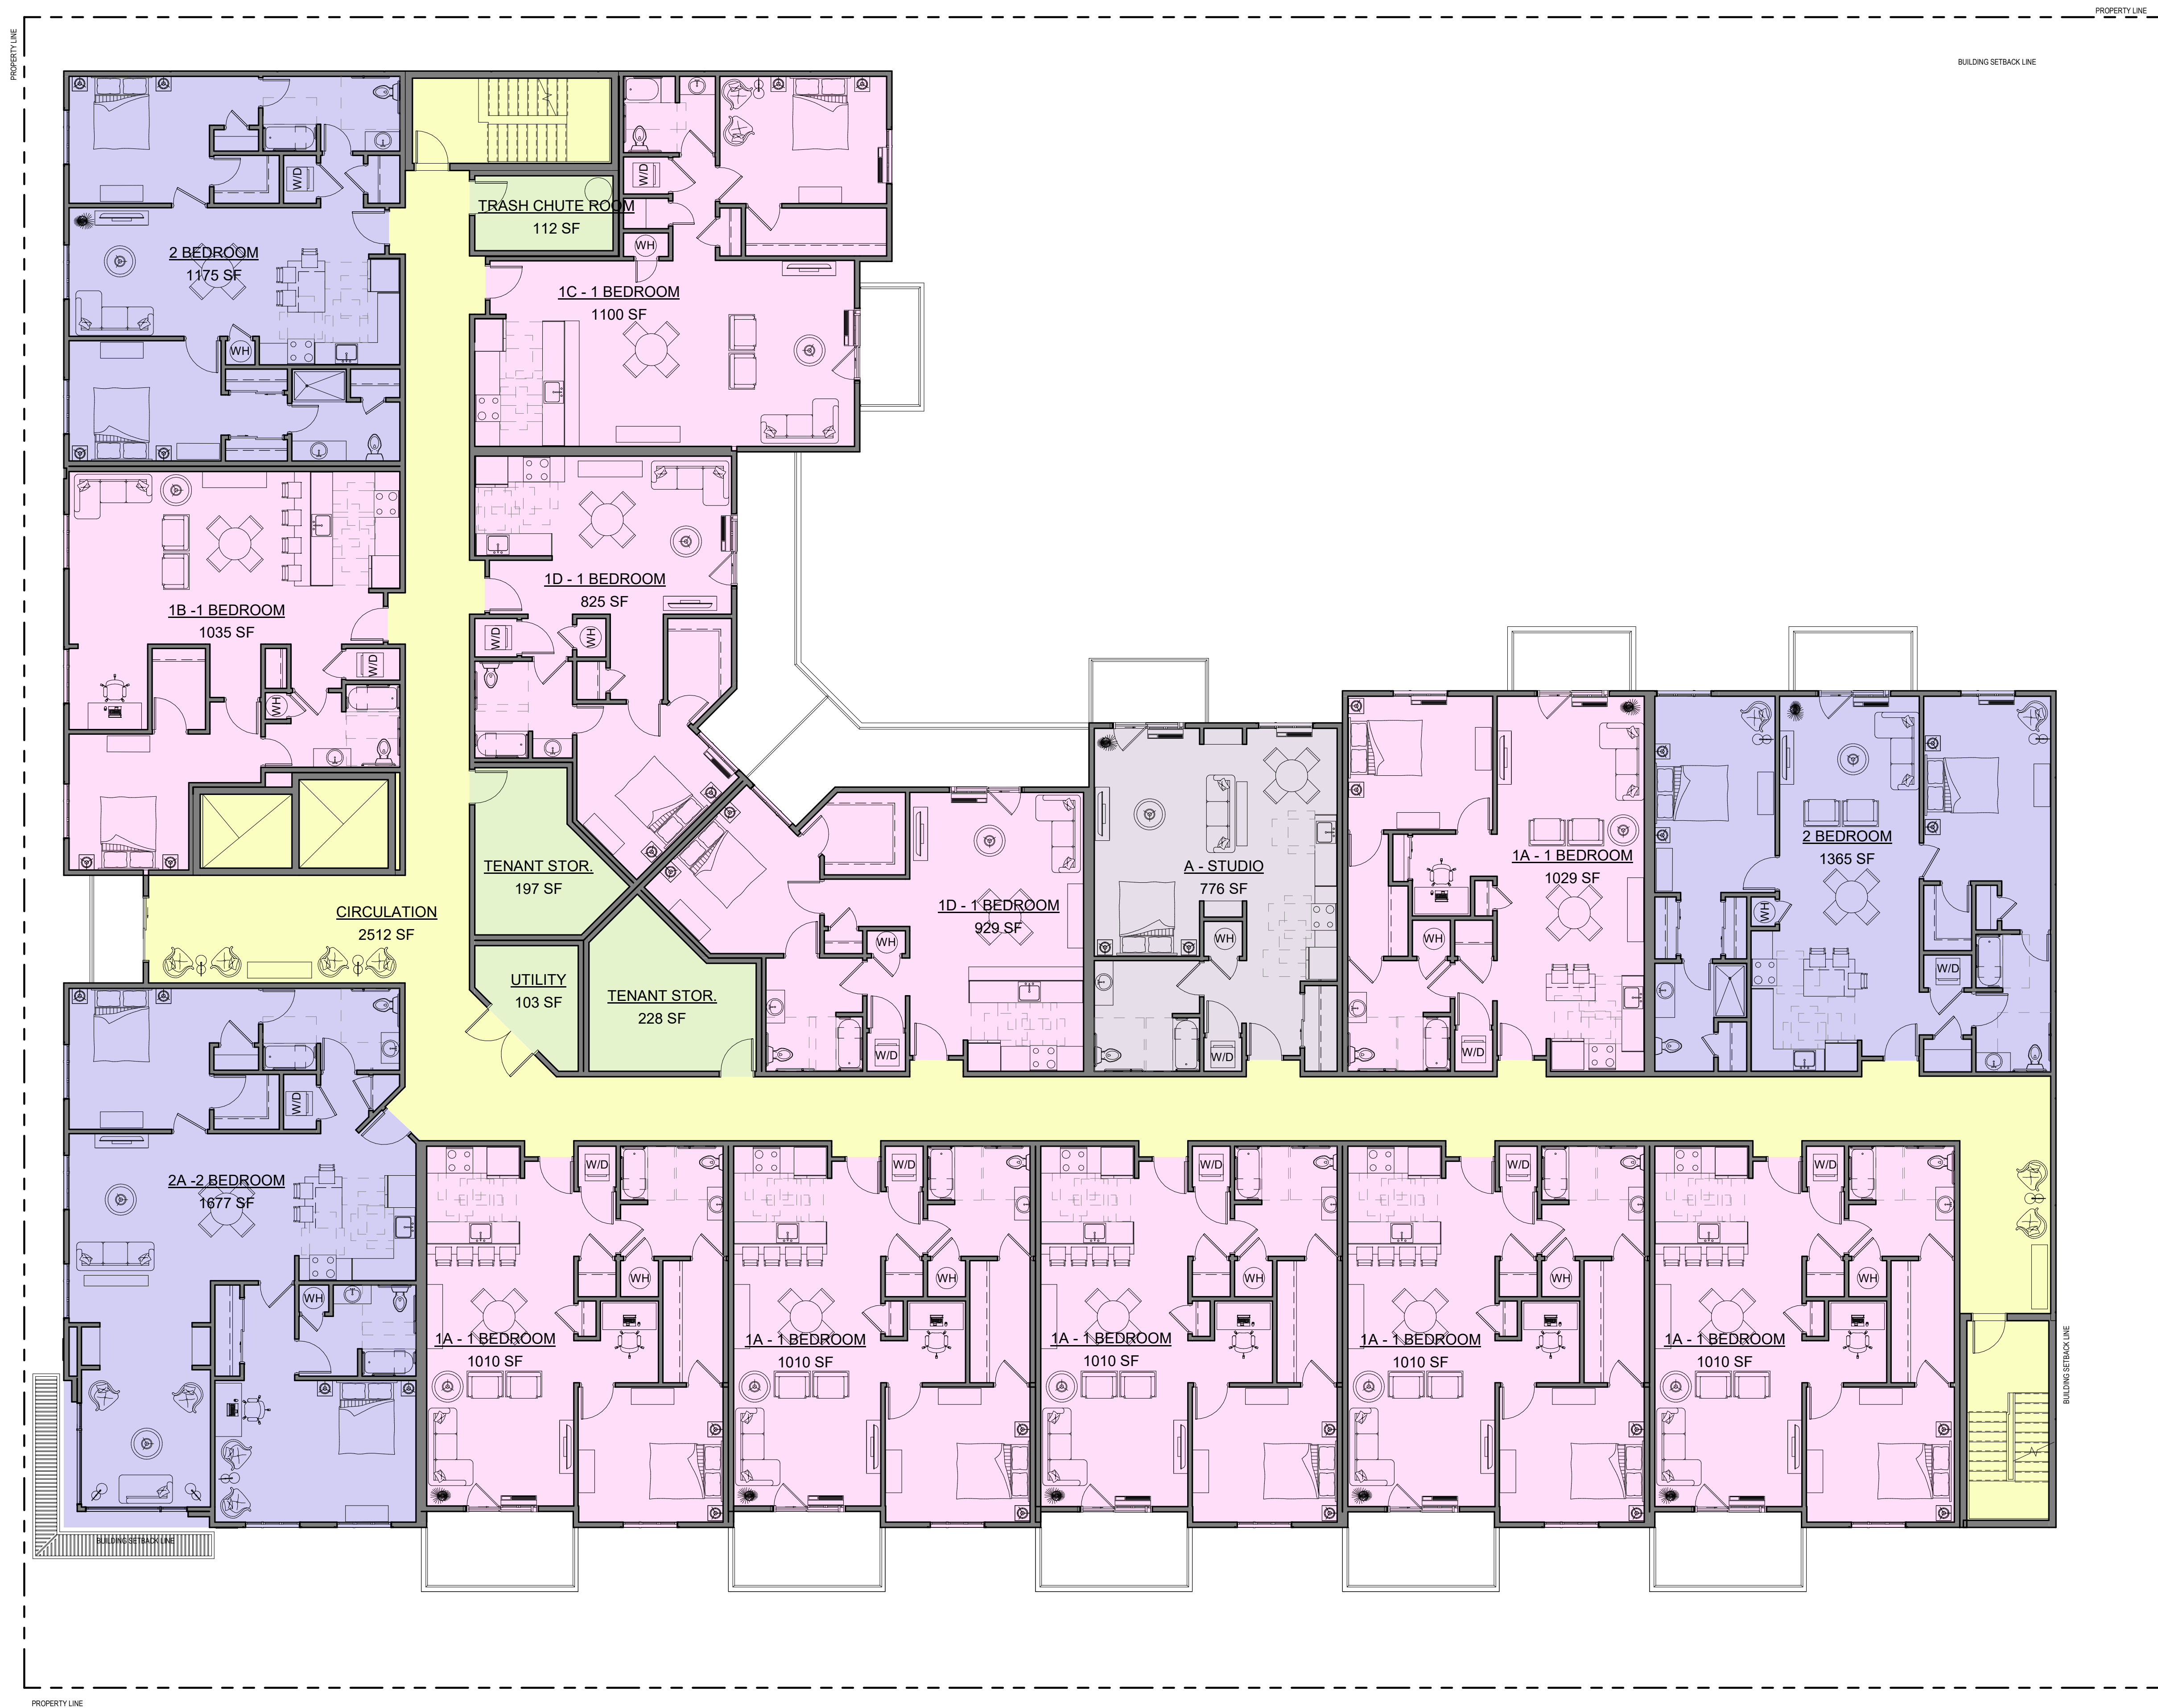 PROPERTY LINE
PROPERTY LINE
BUILDING SETBACK LINE
W/D
W/D
TRASH CHUTE ROOM
112 SF
WH
2 BEDROOM
1175 SF
1C - 1 BEDROOM
1100 SF
WH
1D - 1 BEDROOM
825 SF
1B -1 BEDROOM
1035 SF
W/D
WH
W/D
WH
TENANT STOR.
197 SF
CIRCULATION
2512 SF
UTILITY
103 SF
TENANT STOR.
228 SF
1D - 1 BEDROOM
929 SF
WH
W/D
A - STUDIO
776 SF
WH
W/D
1A - 1 BEDROOM
1029 SF
WH
W/D
2 BEDROOM
1365 SF
WH
W/D
W/D
2A -2 BEDROOM
1677 SF
WH
W/D
W/D
W/D
W/D
W/D
WH
WH
WH
WH
WH
1A - 1 BEDROOM
1010 SF
1A - 1 BEDROOM
1010 SF
1A - 1 BEDROOM
1010 SF
1A - 1 BEDROOM
1010 SF
1A - 1 BEDROOM
1010 SF
BUILDING SETBACK LINE
BUILDING SETBACK LINE
PROPERTY LINE